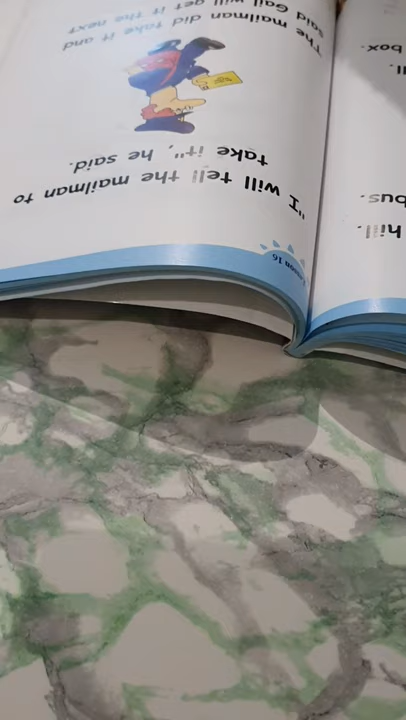 hill.
bus.
box.
Lesson 16
"I will tell the mailman to
take it", he said.
The mailman did take it and
said Gail will get it the next